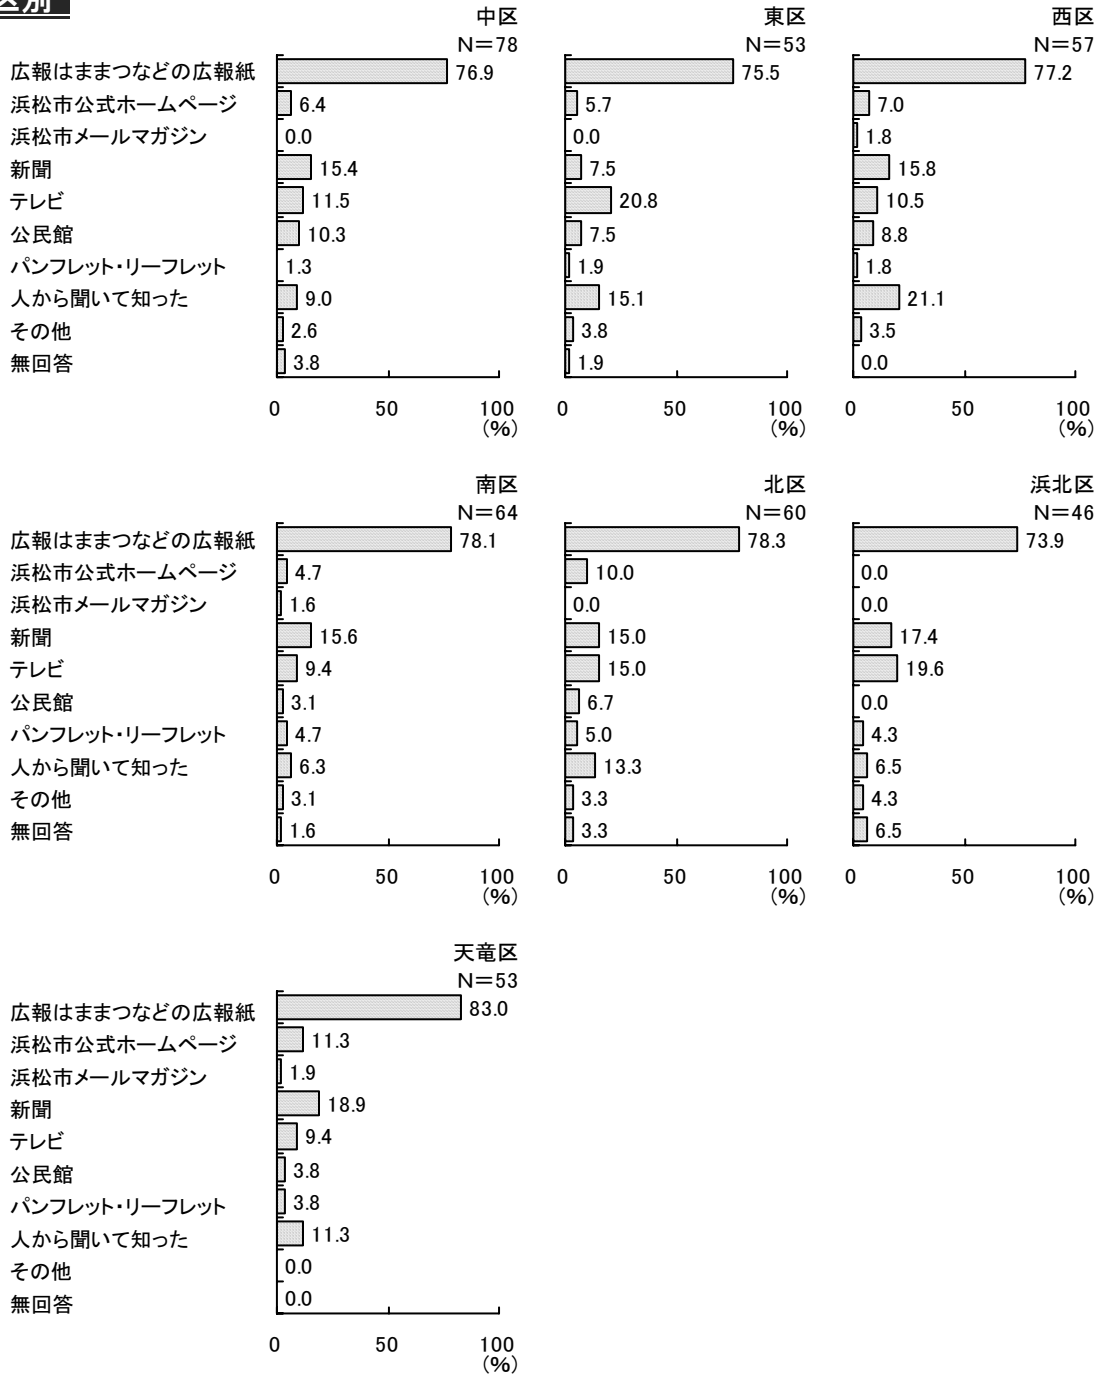 区別
中区 東区 西区
N=78 N=53 N=57
広報はままつなどの広報紙 76.9 75.5 77.2
浜松市公式ホームページ 6.4 5.7 7.0
浜松市メールマガジン 0.0 0.0 1.8
新聞 15.4 7.5 15.8
テレビ 11.5 20.8 10.5
公民館 10.3 7.5 8.8
パンフレット・リーフレット 1.3 1.9 1.8
人から聞いて知った 9.0 15.1 21.1
その他 2.6 3.8 3.5
無回答 3.8 1.9 0.0
0 50 100 0 50 100 0 50 100
(%) (%) (%)
南区 北区 浜北区
N=64 N=60 N=46
広報はままつなどの広報紙 78.1 78.3 73.9
浜松市公式ホームページ 4.7 10.0 0.0
浜松市メールマガジン 1.6 0.0 0.0
新聞 15.6 15.0 17.4
テレビ 9.4 15.0 19.6
公民館 3.1 6.7 0.0
パンフレット・リーフレット 4.7 5.0 4.3
人から聞いて知った 6.3 13.3 6.5
その他 3.1 3.3 4.3
無回答 1.6 3.3 6.5
0 50 100 0 50 100 0 50 100
(%) (%) (%)
天竜区
N=53
広報はままつなどの広報紙 83.0
浜松市公式ホームページ 11.3
浜松市メールマガジン 1.9
新聞 18.9
テレビ 9.4
公民館 3.8
パンフレット・リーフレット 3.8
人から聞いて知った 11.3
その他 0.0
無回答 0.0
0 50 100
(%)